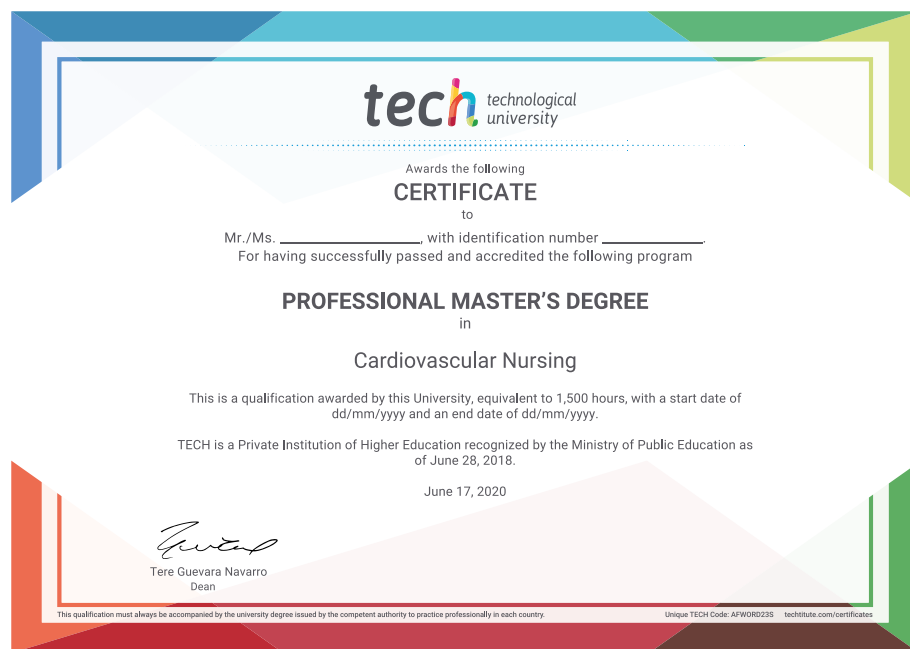 tech technological
university
Awards the following
CERTIFICATE
to
Mr./Ms. ____________________, with identification number ______________.
For having successfully passed and accredited the following program
PROFESSIONAL MASTER'S DEGREE
in
Cardiovascular Nursing
This is a qualification awarded by this University, equivalent to 1,500 hours, with a start date of
dd/mm/yyyy and an end date of dd/mm/yyyy.
TECH is a Private Institution of Higher Education recognized by the Ministry of Public Education as
of June 28, 2018.
June 17, 2020
Tere Guevara Navarro
Dean
This qualification must always be accompanied by the university degree issued by the competent authority to practice professionally in each country.
Unique TECH Code: AFWORD23S techtitute.com/certificates